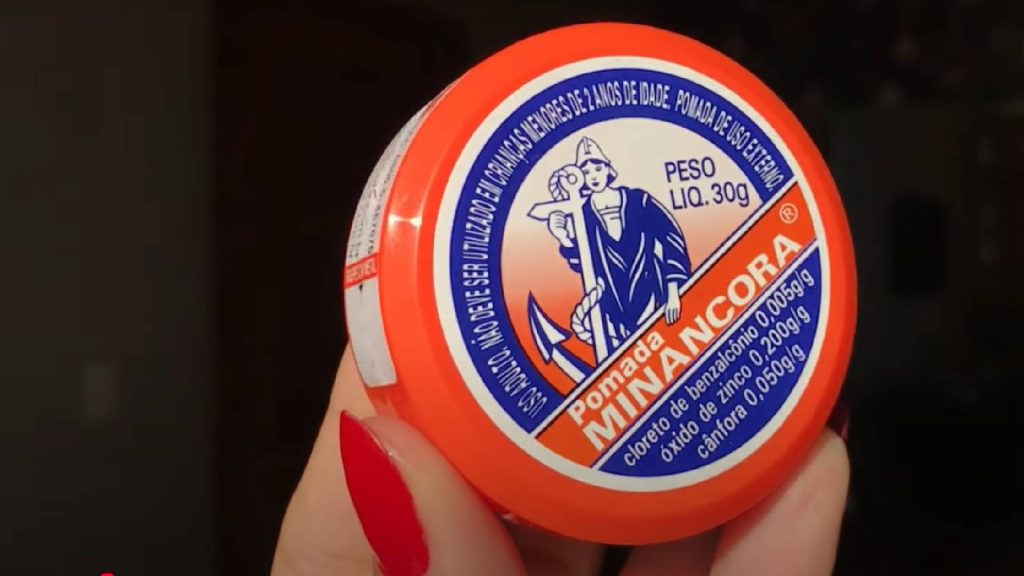 USO ADULTO. NÃO DEVE SER UTILIZADO EM CRIANÇAS MENORES DE 2 ANOS DE IDADE. POMADA DE USO EXTERNO.
PESO
LIQ. 30g
Pomada
MINANCORA®
cloreto de benzalcônio 0,005g/g
óxido de zinco 0,200g/g
cânfora 0,050g/g